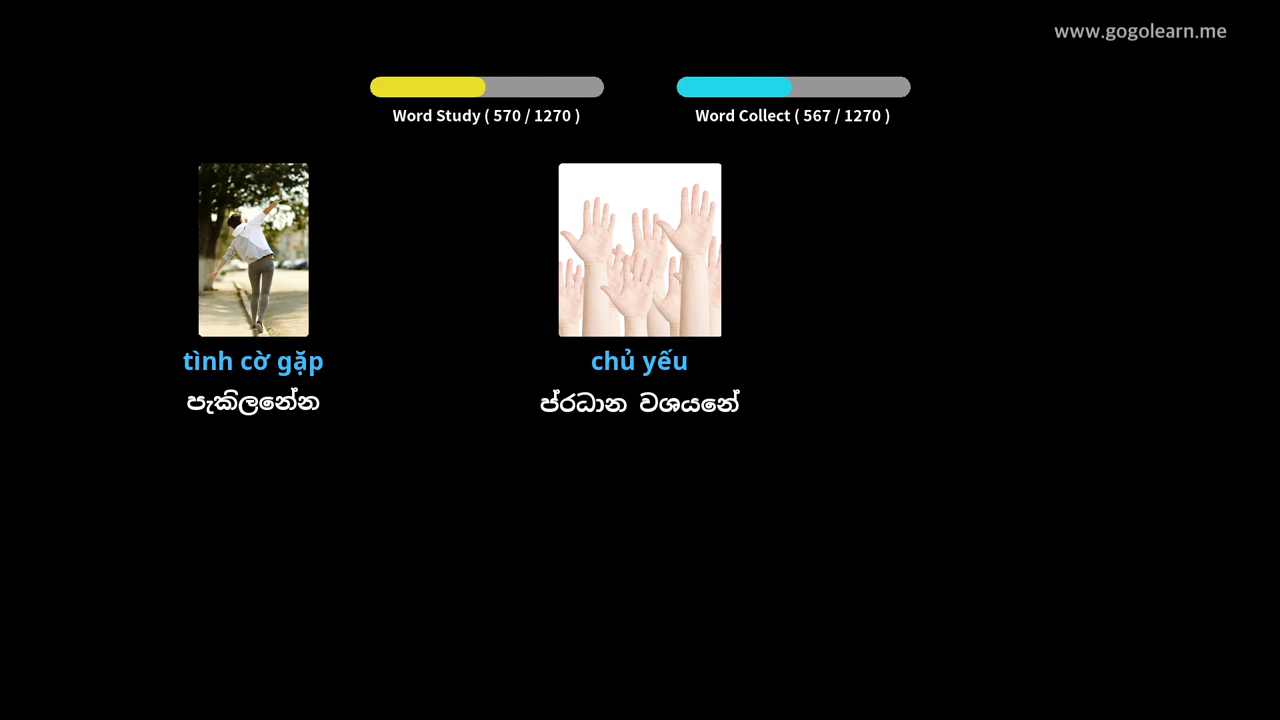 www.gogolearn.me
Word Study ( 570 / 1270 )
Word Collect ( 567 / 1270 )
tình cờ gặp
chủ yếu
පැකිලනේන
ප්රධාන වශයනේ